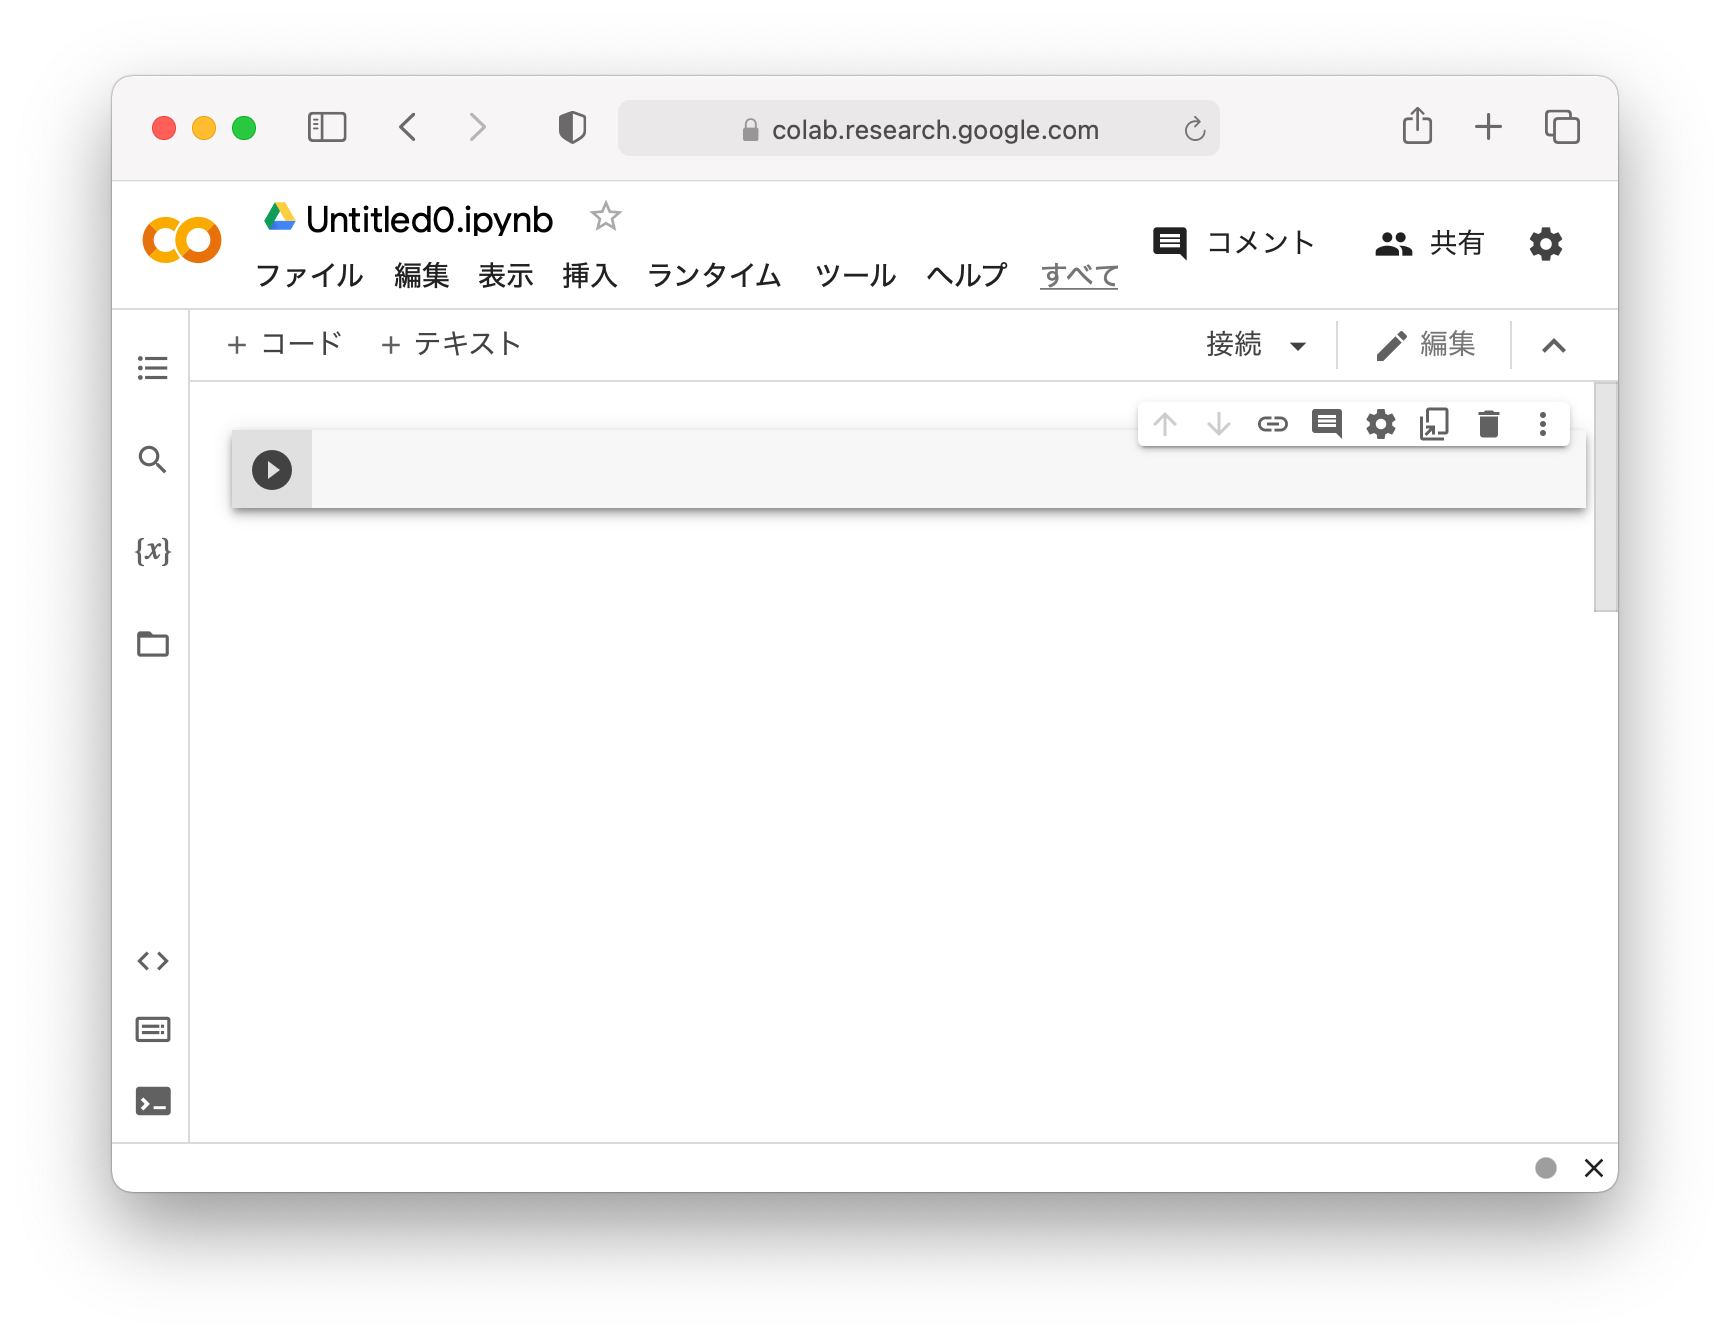 colab.research.google.com
Untitled0.ipynb
ファイル 編集 表示 挿入 ランタイム ツール ヘルプ すべて
コメント 共有
+ コード + テキスト 接続 編集
{x}